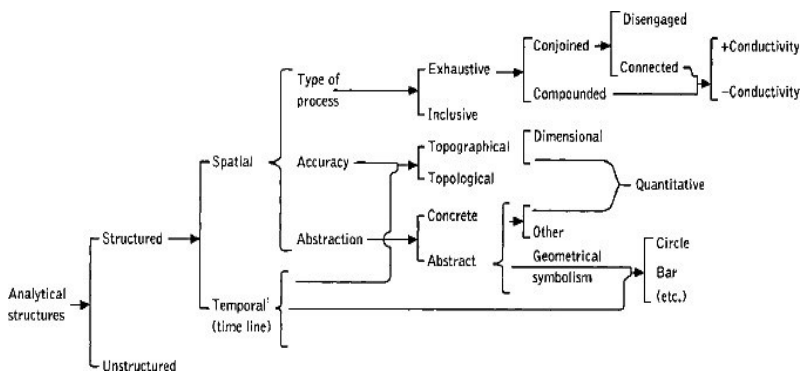 Disengaged
Conjoined
+Conductivity
Exhaustive
Connected
Type of
process
Compounded
−Conductivity
Inclusive
Dimensional
Topographical
Spatial
Accuracy
Topological
Quantitative
Concrete
Structured
Abstraction
Other
Circle
Abstract
Geometrical
symbolism
Bar
Analytical
structures
Temporal'
(time line)
(etc.)
Unstructured